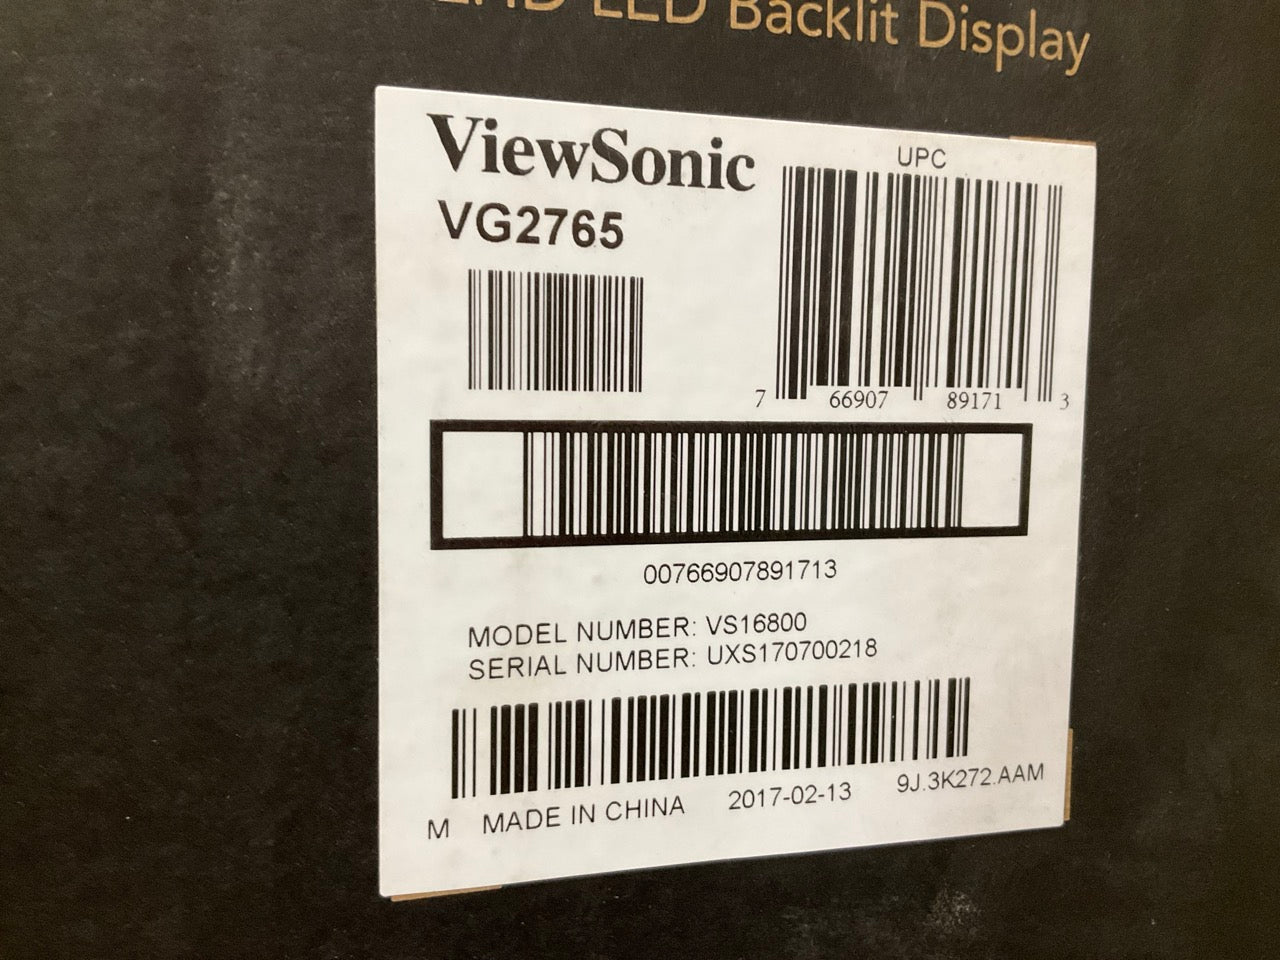 LED Backlit Display
ViewSonic
VG2765
UPC
7 66907 89171 3
00766907891713
MODEL NUMBER: VS16800
SERIAL NUMBER: UXS170700218
M MADE IN CHINA 2017-02-13 9J.3K272.AAM